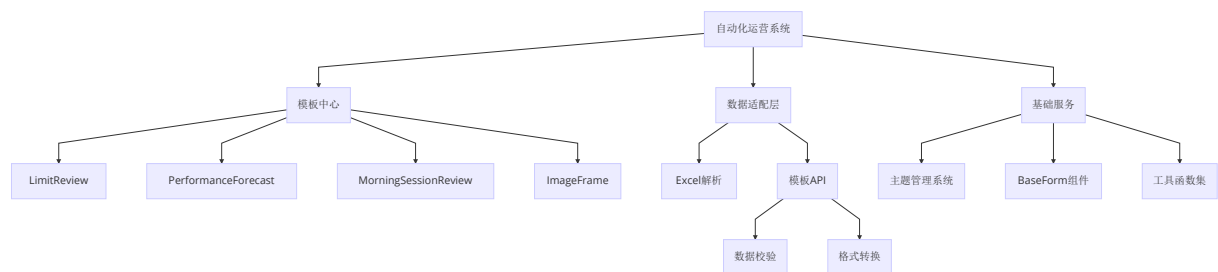 自动化运营系统
模板中心
数据适配层
基础服务
LimitReview
PerformanceForecast
MorningSessionReview
ImageFrame
Excel解析
模板API
主题管理系统
BaseForm组件
工具函数集
数据校验
格式转换